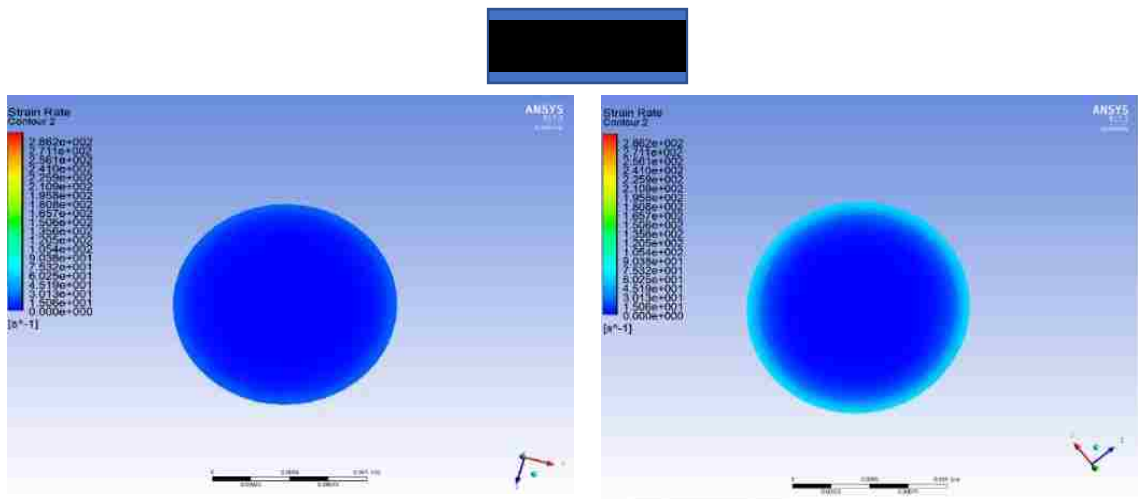 Strain Rate
Contour 2
2.862e+002
2.711e+002
2.561e+002
2.410e+002
2.259e+002
2.109e+002
1.958e+002
1.808e+002
1.657e+002
1.506e+002
1.356e+002
1.205e+002
1.054e+002
9.038e+001
7.532e+001
6.025e+001
4.519e+001
3.013e+001
1.506e+001
0.000e+000
[s^-1]
ANSYS
Strain Rate
Contour 2
2.862e+002
2.711e+002
2.561e+002
2.410e+002
2.259e+002
2.109e+002
1.958e+002
1.808e+002
1.657e+002
1.506e+002
1.356e+002
1.205e+002
1.054e+002
9.038e+001
7.532e+001
6.025e+001
4.519e+001
3.013e+001
1.506e+001
0.000e+000
[s^-1]
ANSYS